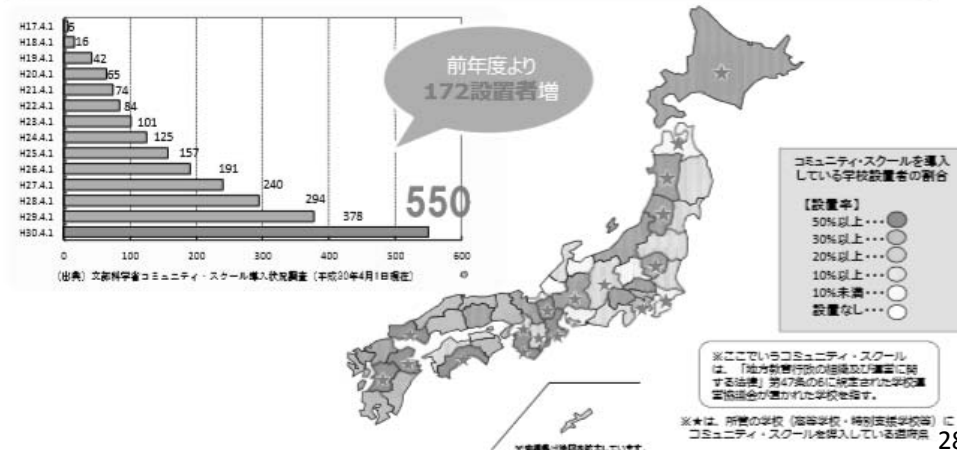 H17.4.1 6
H18.4.1 16
H19.4.1 42
H20.4.1 65
H21.4.1 74
H22.4.1 84
H23.4.1 101
H24.4.1 125
H25.4.1 157
H26.4.1 191
H27.4.1 240
H28.4.1 294
H29.4.1 378
H30.4.1 550
0 100 200 300 400 500 600
前年度より
172設置者増
(出典)文部科学省コミュニティ・スクール導入状況調査(平成30年4月1日現在)
コミュニティ・スクールを導入
している学校設置者の割合
【設置率】
50%以上・・・
30%以上・・・
20%以上・・・
10%以上・・・
10%未満・・・
設置なし・・・
※ここでいうコミュニティ・スクール
は、「地方教育行政の組織及び運営に関
する法律」第47条の6に規定された学校運
営協議会が置かれた学校を指す。
※★は、所管の学校(高等学校・特別支援学校等)に
コミュニティ・スクールを導入している道府県
28